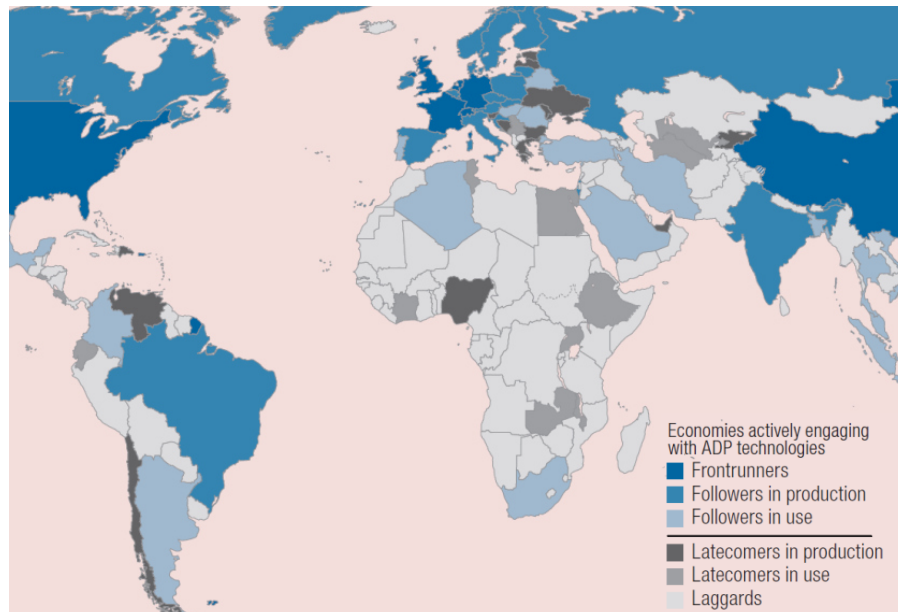 Economies actively engaging
with ADP technologies
Frontrunners
Followers in production
Followers in use
Latecomers in production
Latecomers in use
Laggards